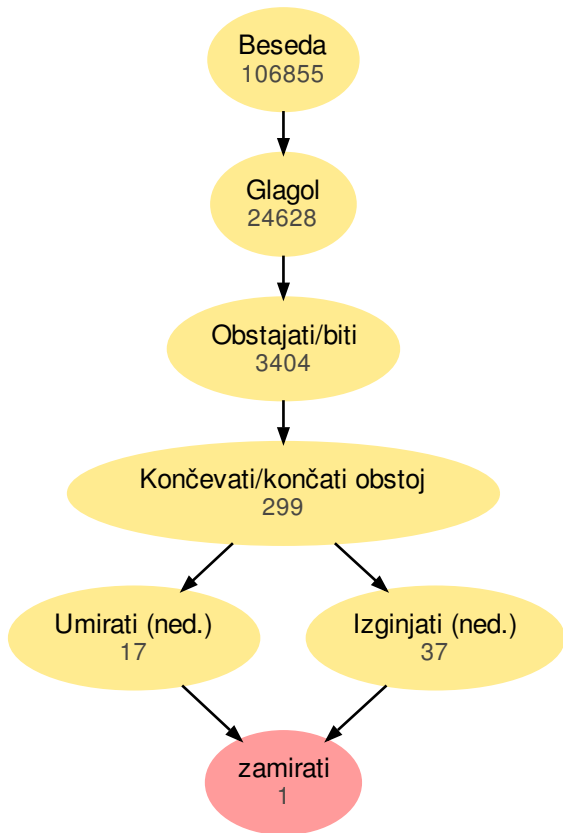 Beseda
106855
Glagol
24628
Obstajati/biti
3404
Končevati/končati obstoj
299
Umirati (ned.)
17
Izginjati (ned.)
37
zamirati
1